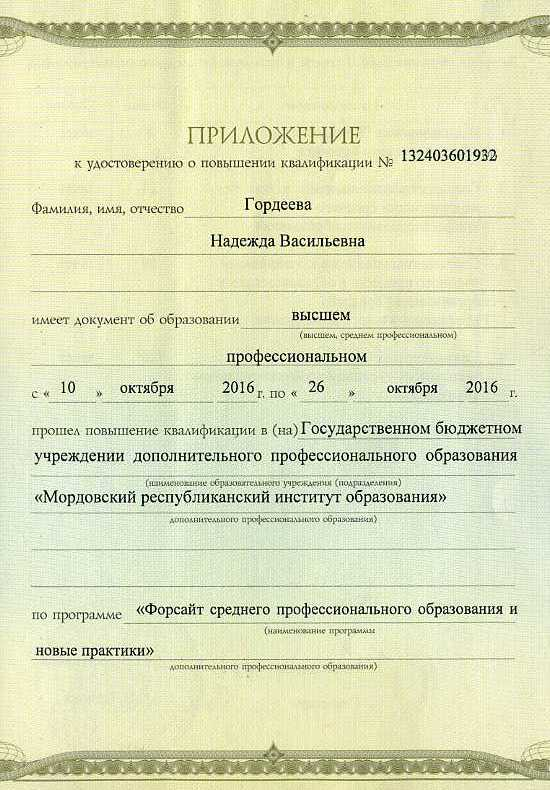 ПРИЛОЖЕНИЕ
к удостоверению о повышении квалификации № 132403601932
Фамилия, имя, отчество Гордеева
Надежда Васильевна
имеет документ об образовании высшем
(высшем, среднем профессиональном)
профессиональном
с « 10 » октября 2016 г. по « 26 » октября 2016 г.
прошел повышение квалификации в (на) Государственном бюджетном
учреждении дополнительного профессионального образования
(наименование образовательного учреждения (подразделения)
«Мордовский республиканский институт образования»
дополнительного профессионального образования)
по программе «Форсайт среднего профессионального образования и
(наименование программы
новые практики»
дополнительного профессионального образования)